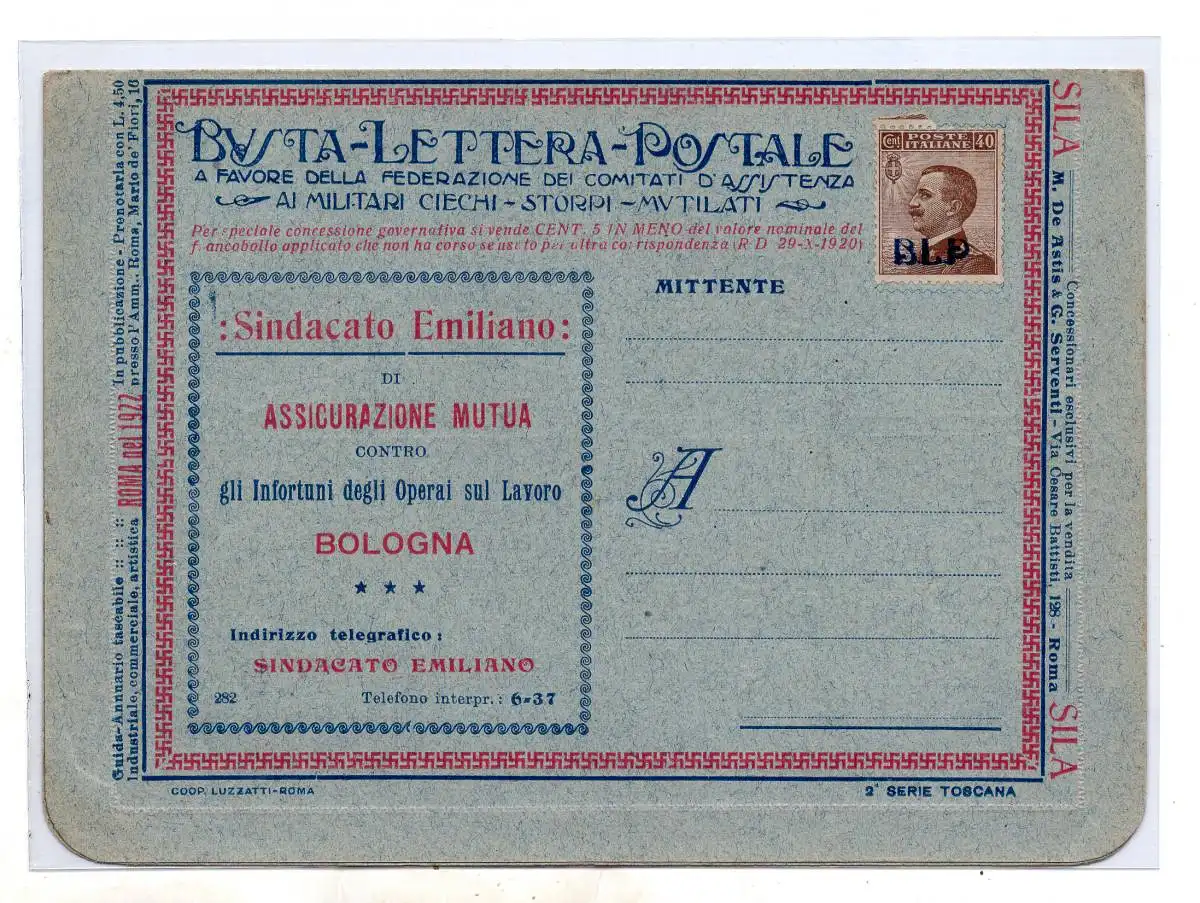 BVSTA-LETTERA-POSTALE
A FAVORE DELLA FEDERAZIONE DEI COMITATI D'ASSISTENZA
AI MILITARI CIECHI-STORPI-MVTILATI
Per speciale concessione governativa si vende CENT. 5 IN MENO del valore nominale del
f ancobollo applicato che non ha corso se usato per altra corrispondenza (R D 29-X-1920)
Cent POSTE ITALIANE 40
BLP
:Sindacato Emiliano:
DI
ASSICURAZIONE MUTUA
CONTRO
gli Infortuni degli Operai sul Lavoro
BOLOGNA
Indirizzo telegrafico:
SINDACATO EMILIANO
282 Telefono interpr.: 6-37
MITTENTE
A
COOP. LUZZATTI-ROMA
2ª SERIE TOSCANA
Guida-Annuario tascabile :: :: :: ROMA nel 1922 In pubblicazione - Prenotarla con L. 4,50
Industriale, commerciale, artistica presso l'Amm.: Roma, Mario de' Fiori, 16
Concessionari esclusivi per la vendita
SILA M. De Astis & G. Serventi - Via Cesare Battisti, 128 - Roma SILA